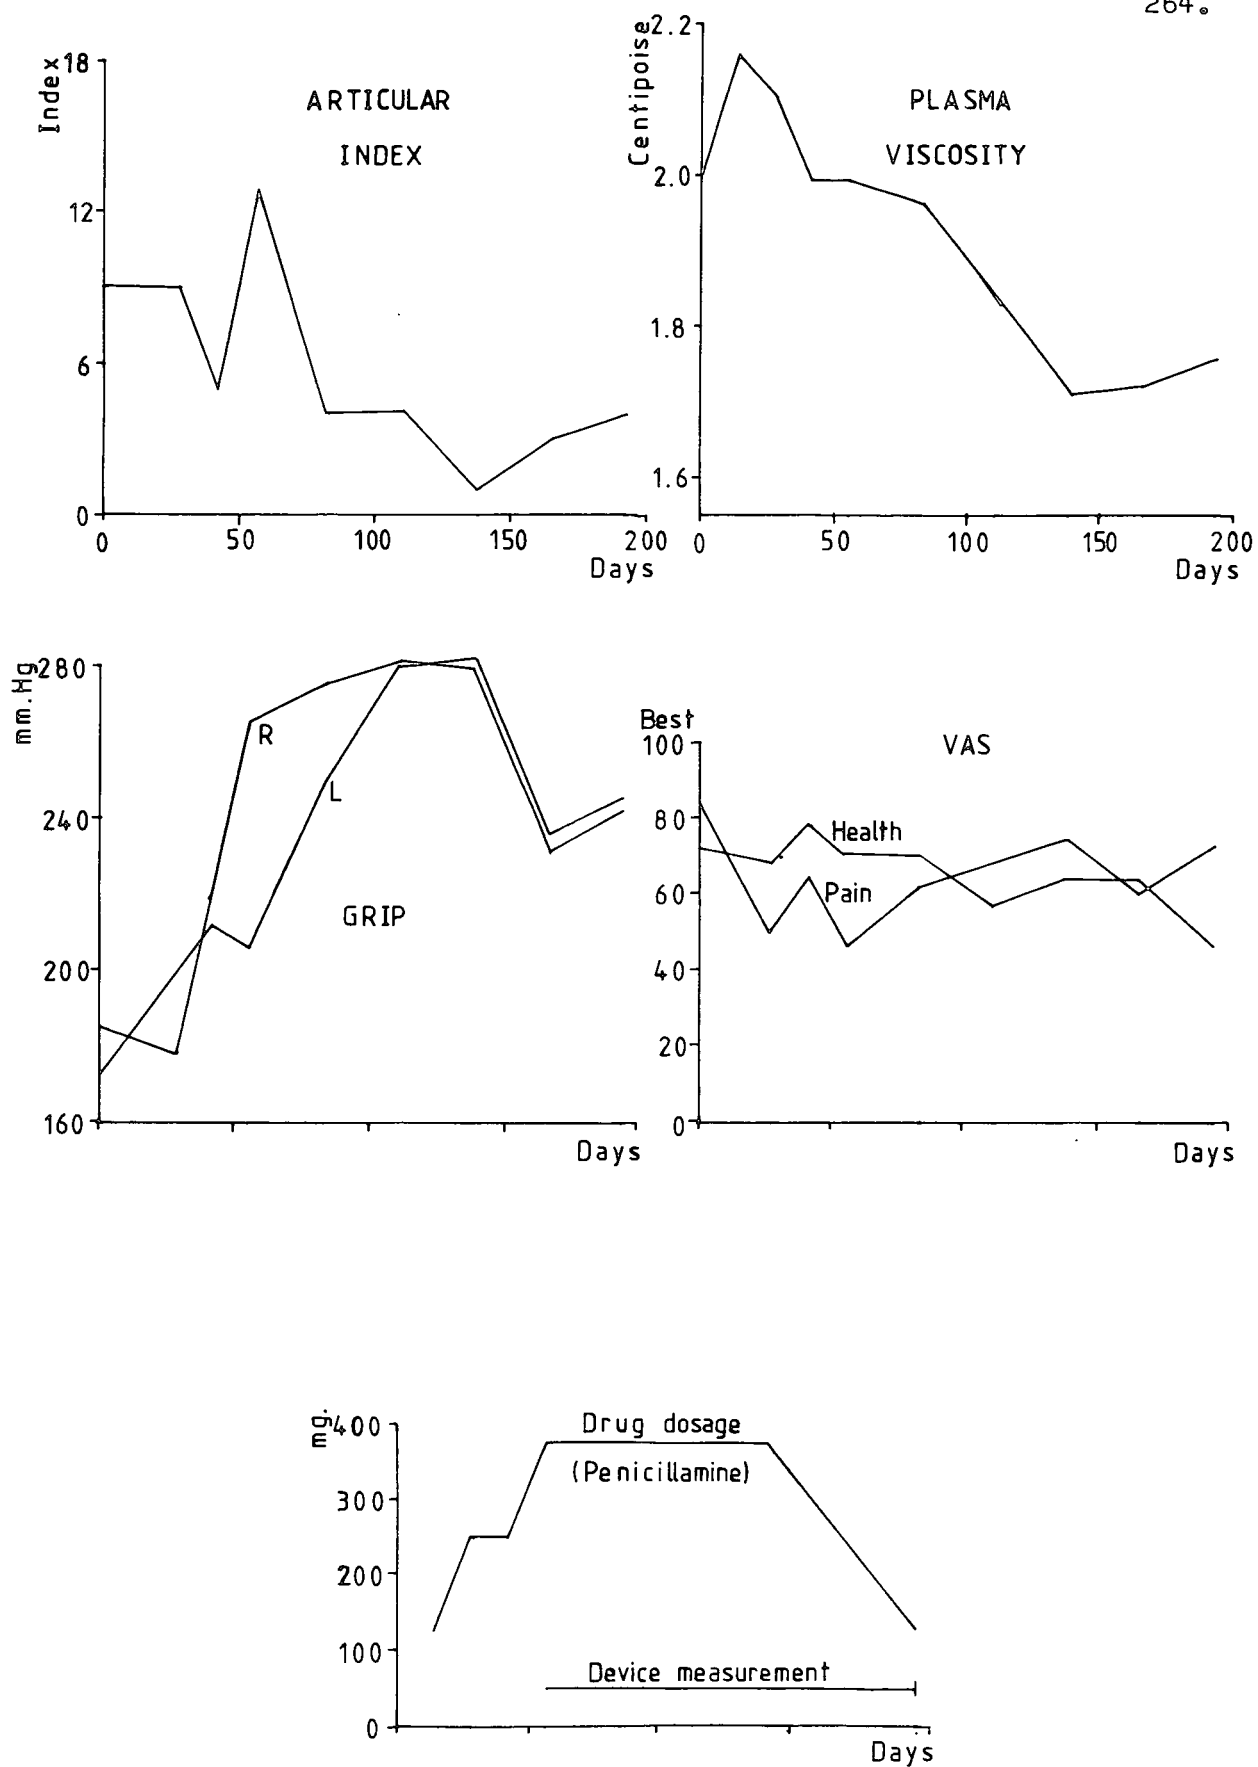 264.
Index
18
12
6
0
ARTICULAR
INDEX
0 50 100 150 200
Days
Centipoise
2.2
2.0
1.8
1.6
PLASMA
VISCOSITY
0 50 100 150 200
Days
mm.Hg
280
240
200
160
R
L
GRIP
Days
Best
100
80
60
40
20
0
VAS
Health
Pain
Days
mg.
400
300
200
100
0
Drug dosage
(Penicillamine)
Device measurement
Days